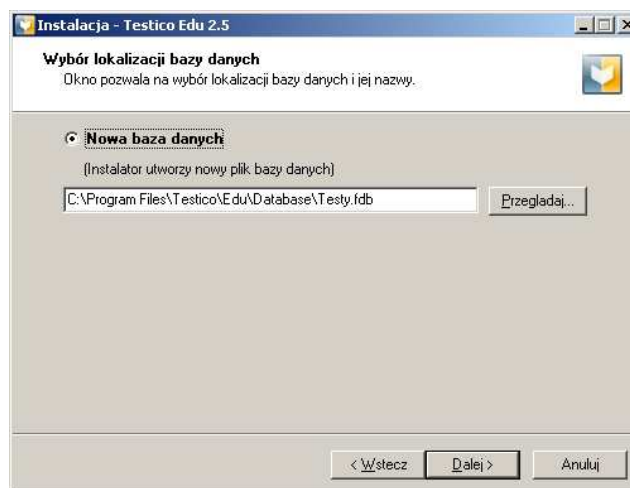 Instalacja - Testico Edu 2.5
Wybór lokalizacji bazy danych
Okno pozwala na wybór lokalizacji bazy danych i jej nazwy.
Nowa baza danych
(Instalator utworzy nowy plik bazy danych)
C:\Program Files\Testico\Edu\Database\Testy.fdb
Przegladaj...
< Wstecz
Dalej >
Anuluj